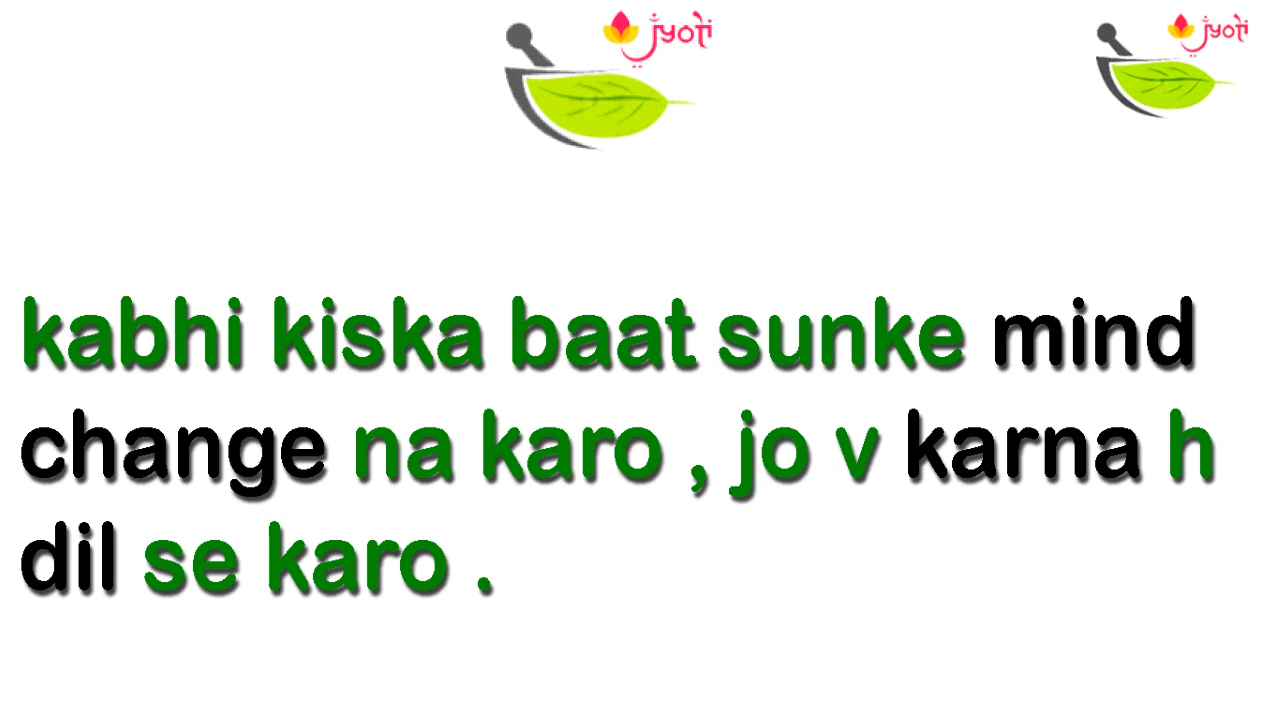 jyoti jyoti
kabhi kiska baat sunke mind
change na karo , jo v karna h
dil se karo .